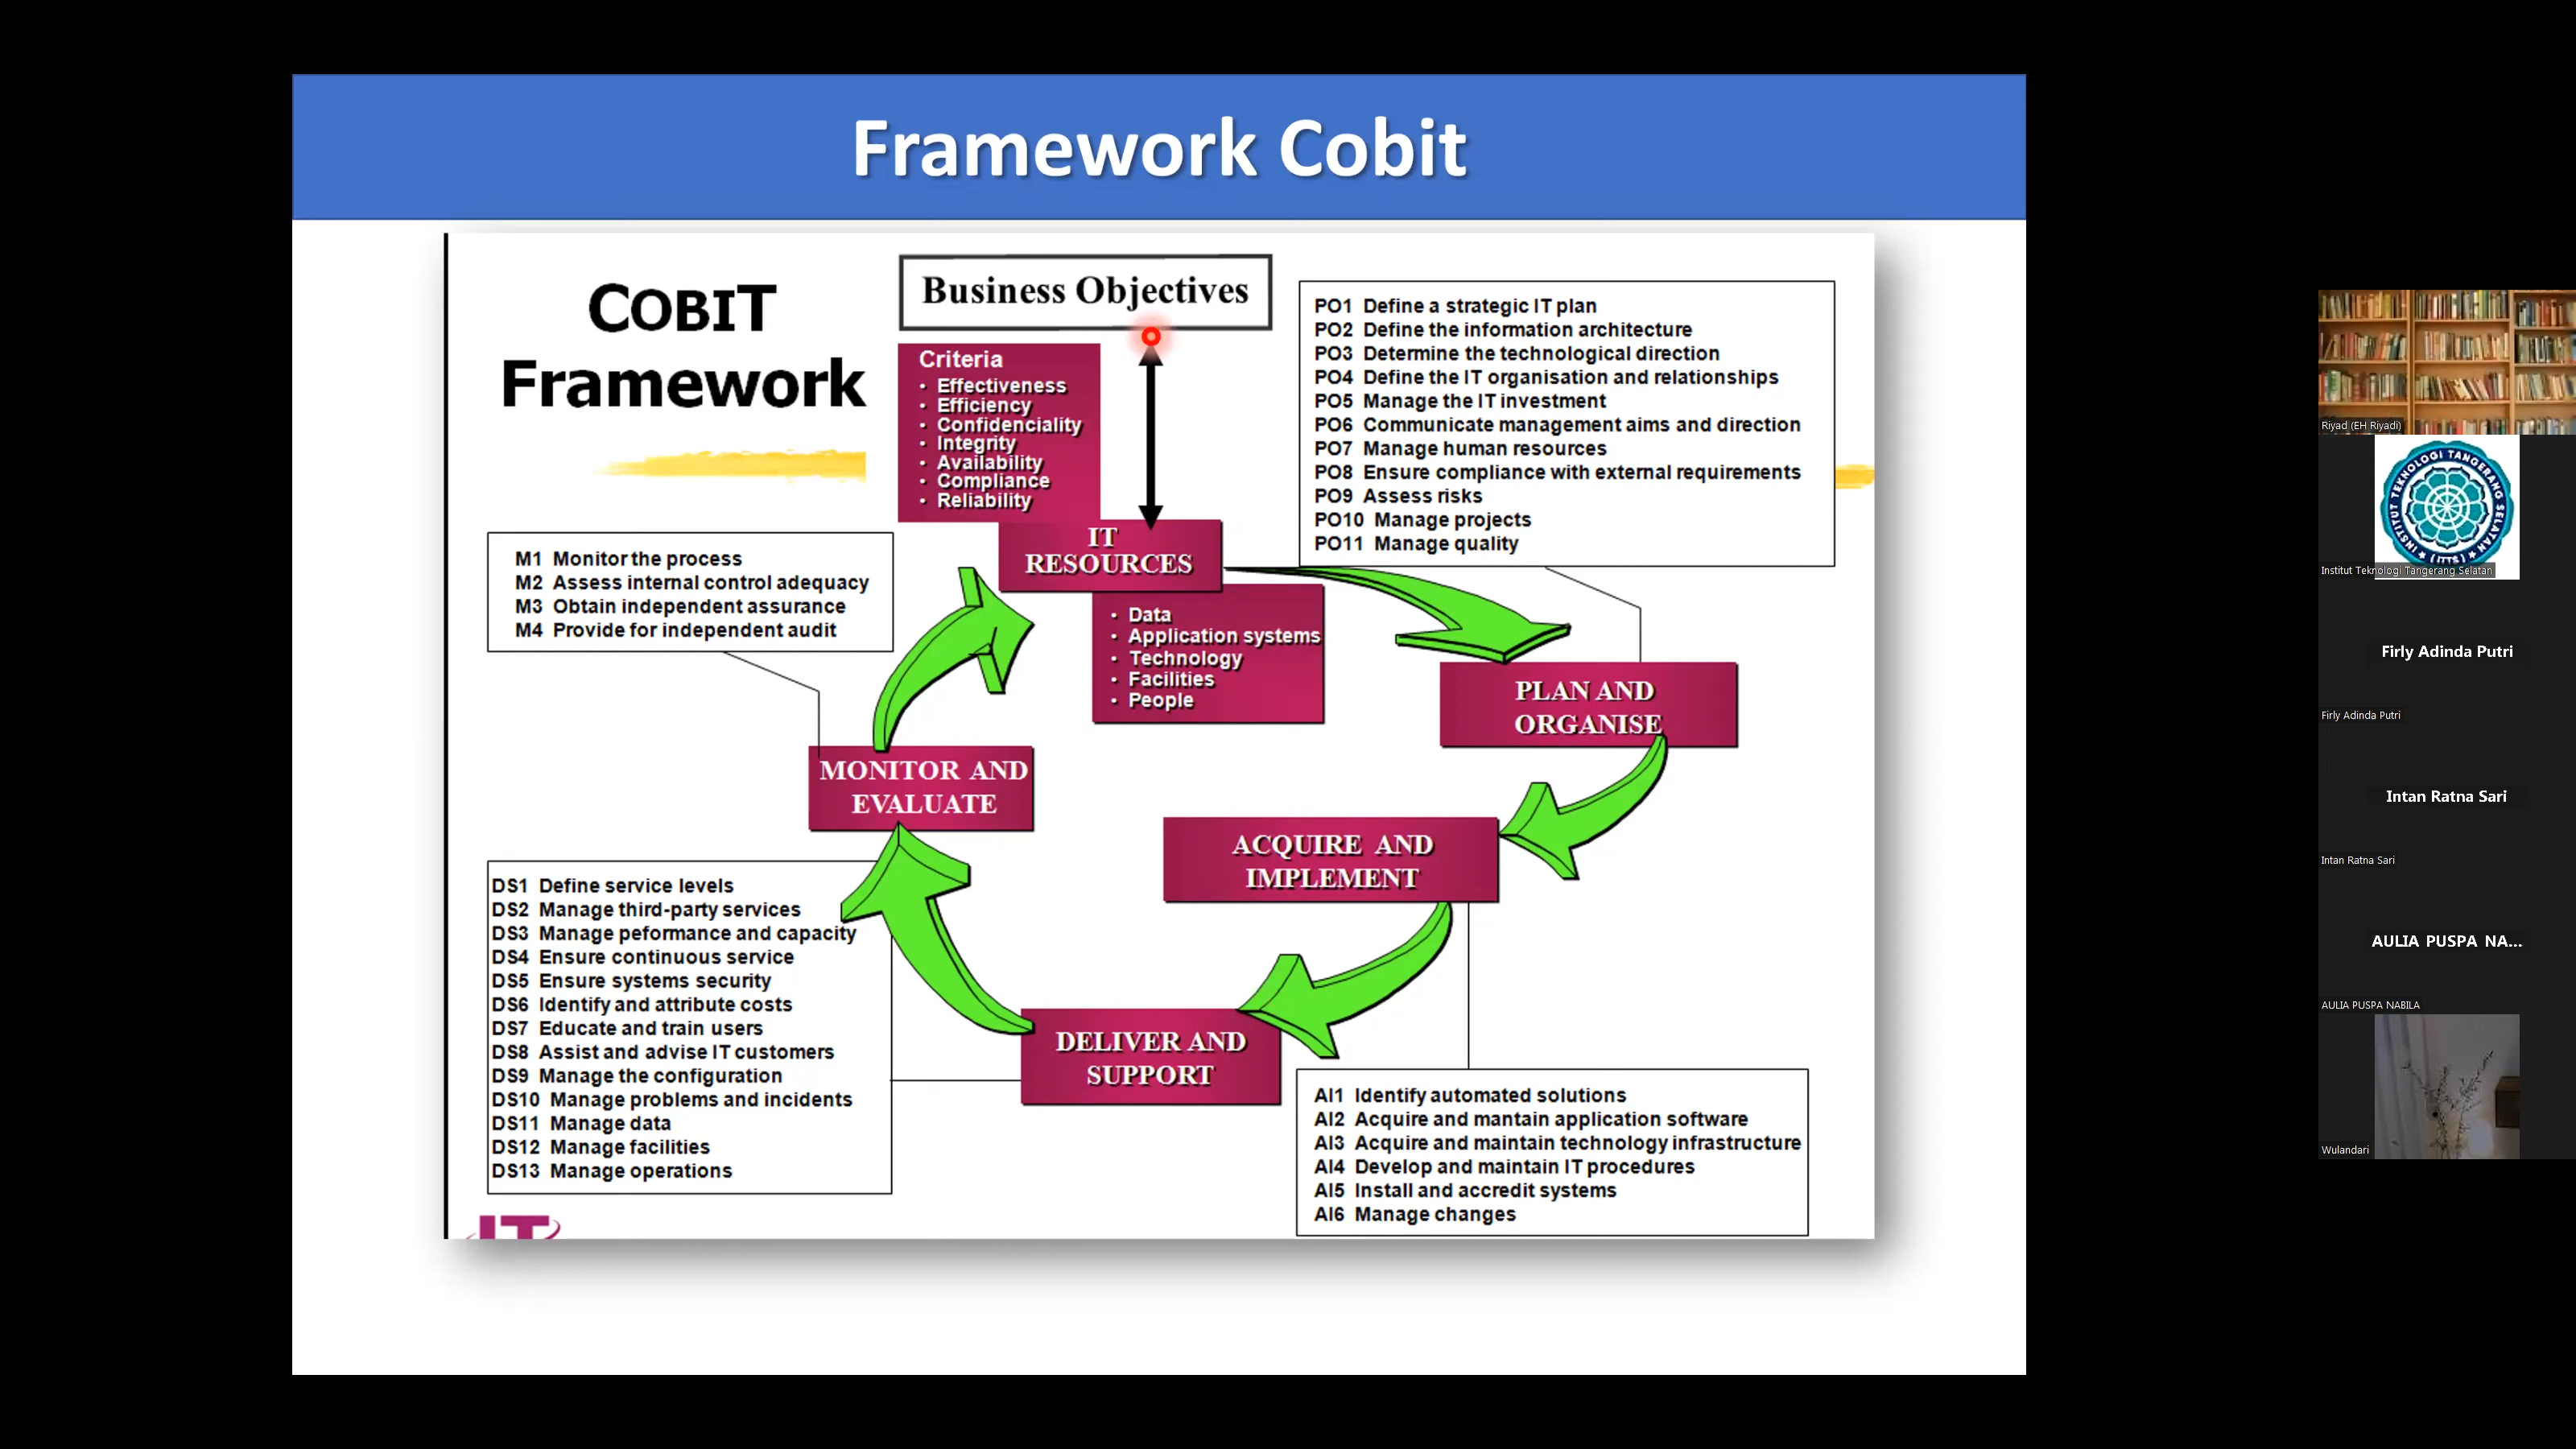 Framework Cobit
COBIT
Framework
Business Objectives
Criteria
• Effectiveness
• Efficiency
• Confidenciality
• Integrity
• Availability
• Compliance
• Reliability
IT
RESOURCES
• Data
• Application systems
• Technology
• Facilities
• People
PO1 Define a strategic IT plan
PO2 Define the information architecture
PO3 Determine the technological direction
PO4 Define the IT organisation and relationships
PO5 Manage the IT investment
PO6 Communicate management aims and direction
PO7 Manage human resources
PO8 Ensure compliance with external requirements
PO9 Assess risks
PO10 Manage projects
PO11 Manage quality
PLAN AND
ORGANISE
M1 Monitor the process
M2 Assess internal control adequacy
M3 Obtain independent assurance
M4 Provide for independent audit
MONITOR AND
EVALUATE
ACQUIRE AND
IMPLEMENT
DS1 Define service levels
DS2 Manage third-party services
DS3 Manage peformance and capacity
DS4 Ensure continuous service
DS5 Ensure systems security
DS6 Identify and attribute costs
DS7 Educate and train users
DS8 Assist and advise IT customers
DS9 Manage the configuration
DS10 Manage problems and incidents
DS11 Manage data
DS12 Manage facilities
DS13 Manage operations
DELIVER AND
SUPPORT
AI1 Identify automated solutions
AI2 Acquire and mantain application software
AI3 Acquire and maintain technology infrastructure
AI4 Develop and maintain IT procedures
AI5 Install and accredit systems
AI6 Manage changes
IT
Riyad (EH Riyadi)
INSTITUT TEKNOLOGI TANGERANG SELATAN
(ITTS)
Institut Teknologi Tangerang Selatan
Firly Adinda Putri
Firly Adinda Putri
Intan Ratna Sari
Intan Ratna Sari
AULIA PUSPA NA...
AULIA PUSPA NABILA
Wulandari